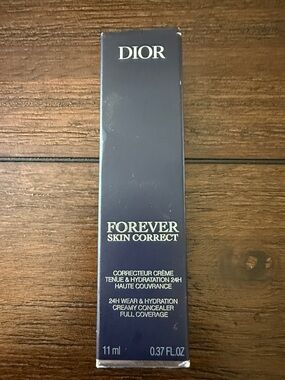 DIOR
FOREVER
SKIN CORRECT
CORRECTEUR CRÈME
TENUE & HYDRATATION 24H
HAUTE COUVRANCE
24H WEAR & HYDRATION
CREAMY CONCEALER
FULL COVERAGE
11 ml 0.37 FL.OZ